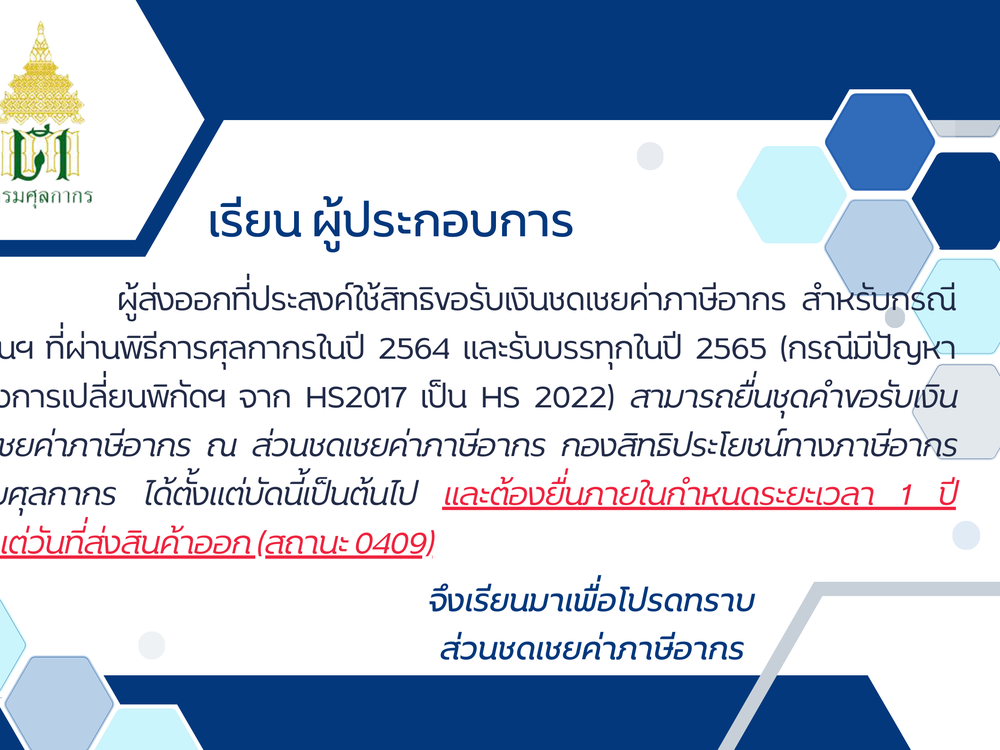 รมศุลกากร
เรียน ผู้ประกอบการ
ผู้ส่งออกที่ประสงค์ใช้สิทธิขอรับเงินชดเชยค่าภาษีอากร สำหรับกรณี
นฯ ที่ผ่านพิธีการศุลกากรในปี 2564 และรับบรรทุกในปี 2565 (กรณีมีปัญหา
งการเปลี่ยนพิกัดฯ จาก HS2017 เป็น HS 2022) สามารถยื่นชุดคำขอรับเงิน
ชยค่าภาษีอากร ณ ส่วนชดเชยค่าภาษีอากร กองสิทธิประโยชน์ทางภาษีอากร
มศุลกากร ได้ตั้งแต่บัดนี้เป็นต้นไป และต้องยื่นภายในกำหนดระยะเวลา 1 ปี
แต่วันที่ส่งสินค้าออก (สถานะ 0409)
จึงเรียนมาเพื่อโปรดทราบ
ส่วนชดเชยค่าภาษีอากร